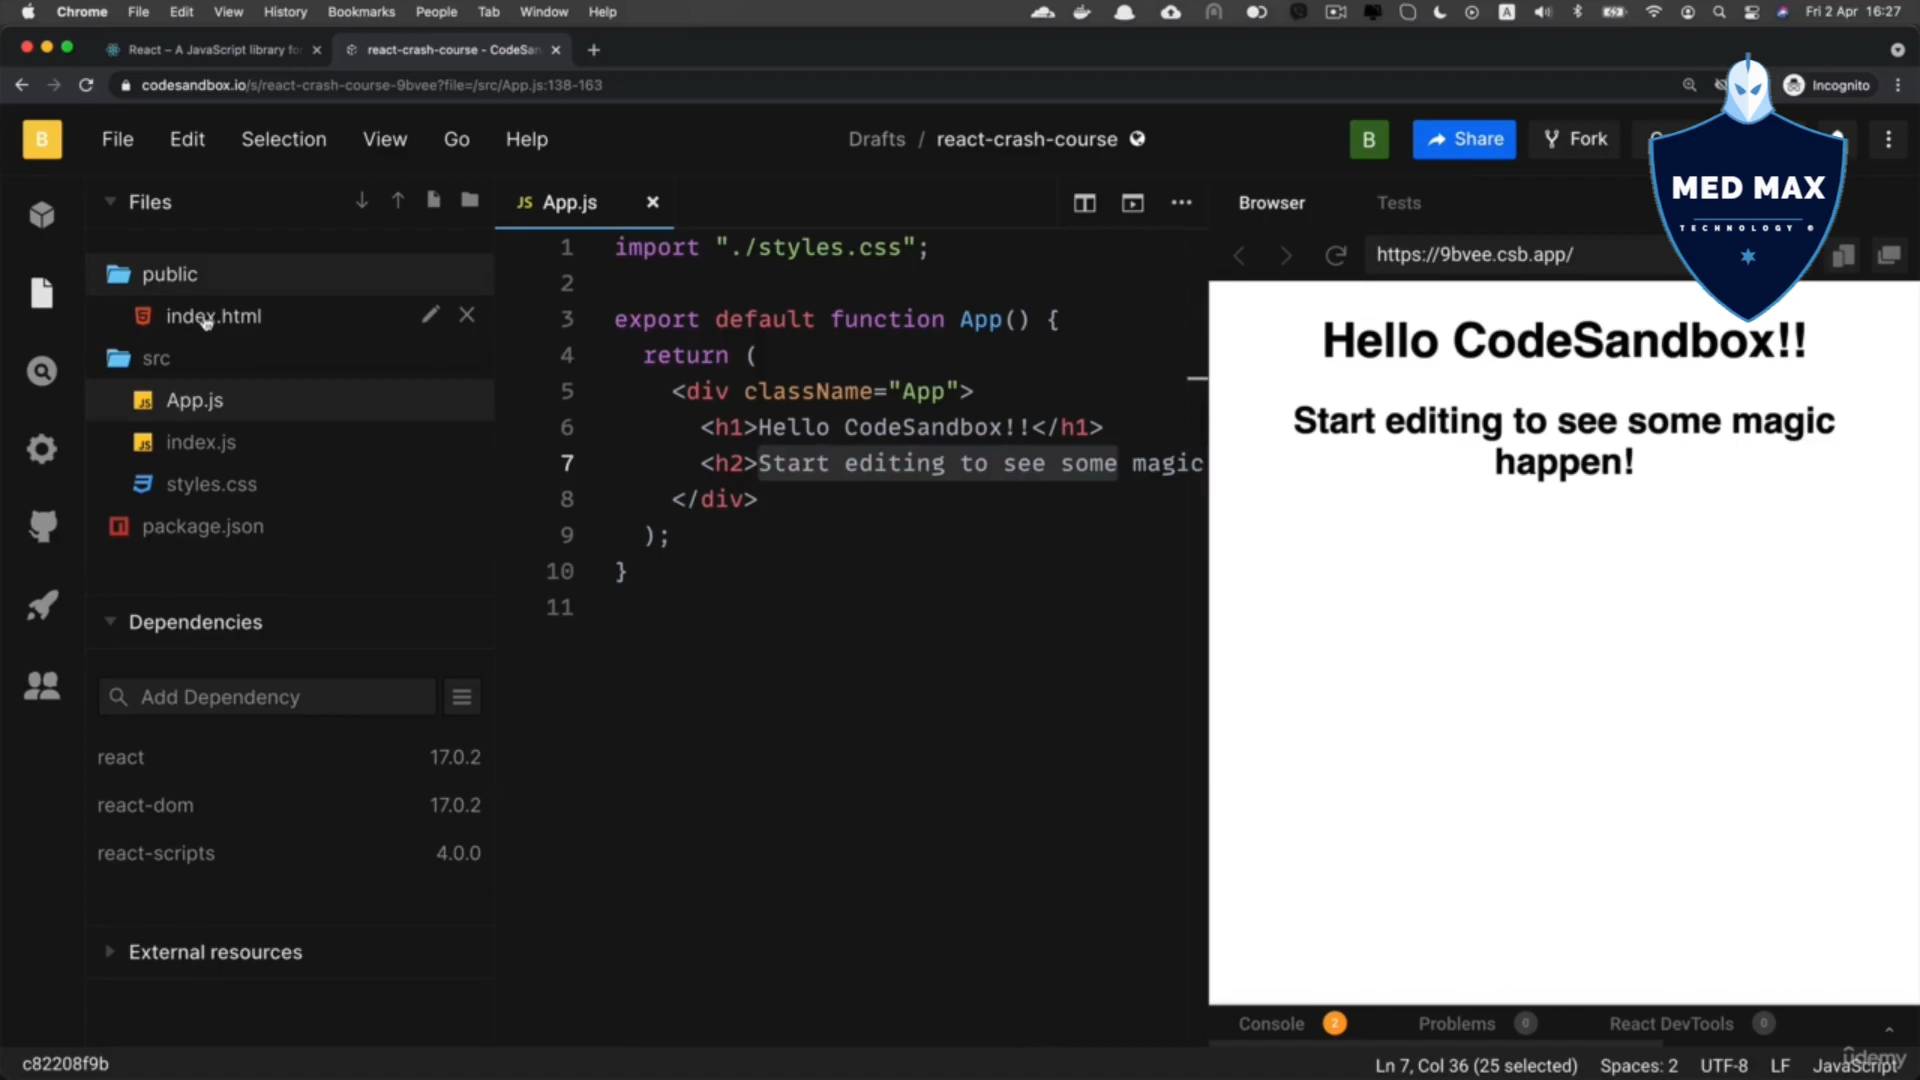 Chrome File Edit View History Bookmarks People Tab Window Help
A
Fri 2 Apr 16:27
React – A JavaScript library fo
react-crash-course - CodeSan
codesandbox.io/s/react-crash-course-9bvee?file=/src/App.js:138-163
Incognito
B
File Edit Selection View Go Help
Drafts / react-crash-course
B
Share
Fork
MED MAX
TECHNOLOGY
Files
public
index.html
src
App.js
index.js
styles.css
package.json
Dependencies
Add Dependency
react 17.0.2
react-dom 17.0.2
react-scripts 4.0.0
External resources
JS App.js
1 import "./styles.css";
2
3 export default function App() {
4 return (
5 <div className="App">
6 <h1>Hello CodeSandbox!!</h1>
7 <h2>Start editing to see some magic
8 </div>
9 );
10 }
11
Browser Tests
https://9bvee.csb.app/
Hello CodeSandbox!!
Start editing to see some magic
happen!
Console 2 Problems 0 React DevTools 0
c82208f9b
Ln 7, Col 36 (25 selected) Spaces: 2 UTF-8 LF JavaScript
ûdemy